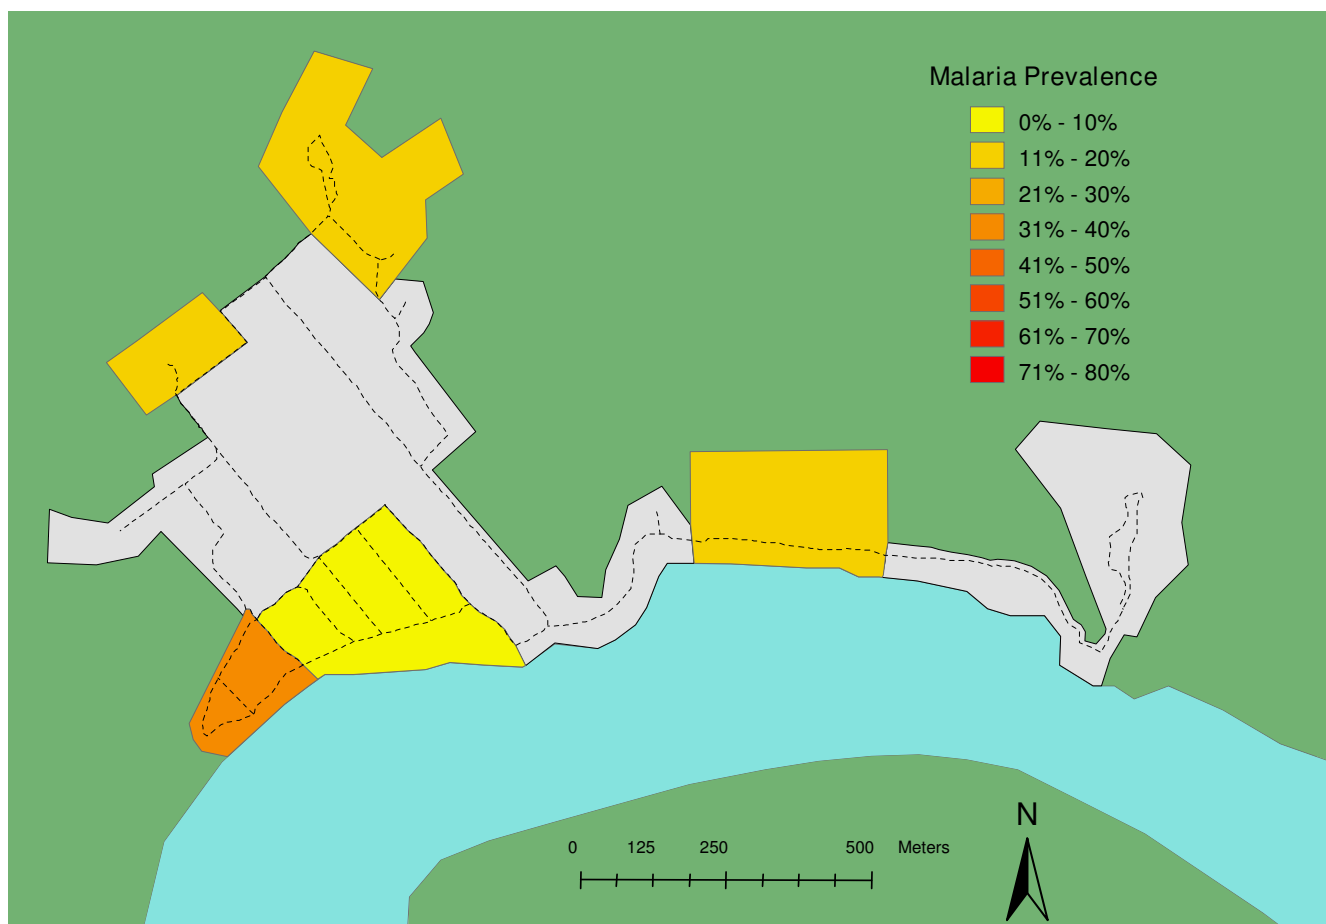 Malaria Prevalence
0% - 10%
11% - 20%
21% - 30%
31% - 40%
41% - 50%
51% - 60%
61% - 70%
71% - 80%
N
0 125 250 500 Meters